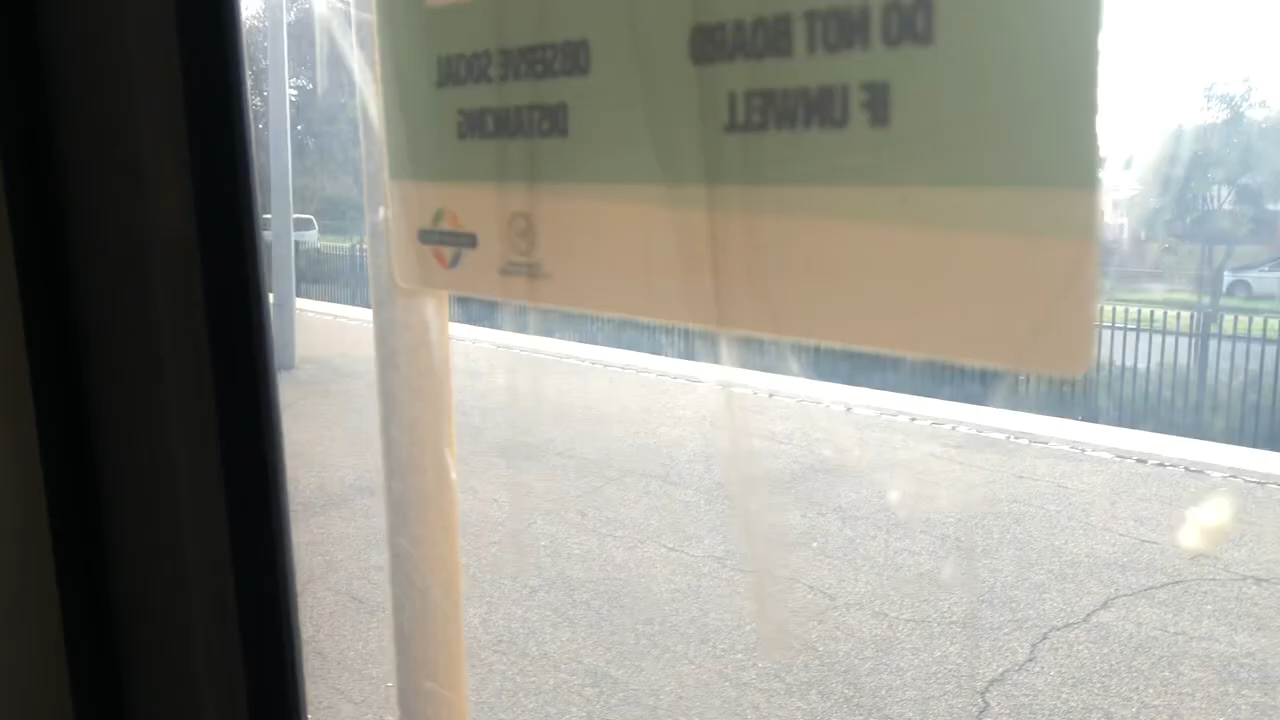 OBSERVE SOCIAL
DISTANCING
DO NOT BOARD
IF UNWELL